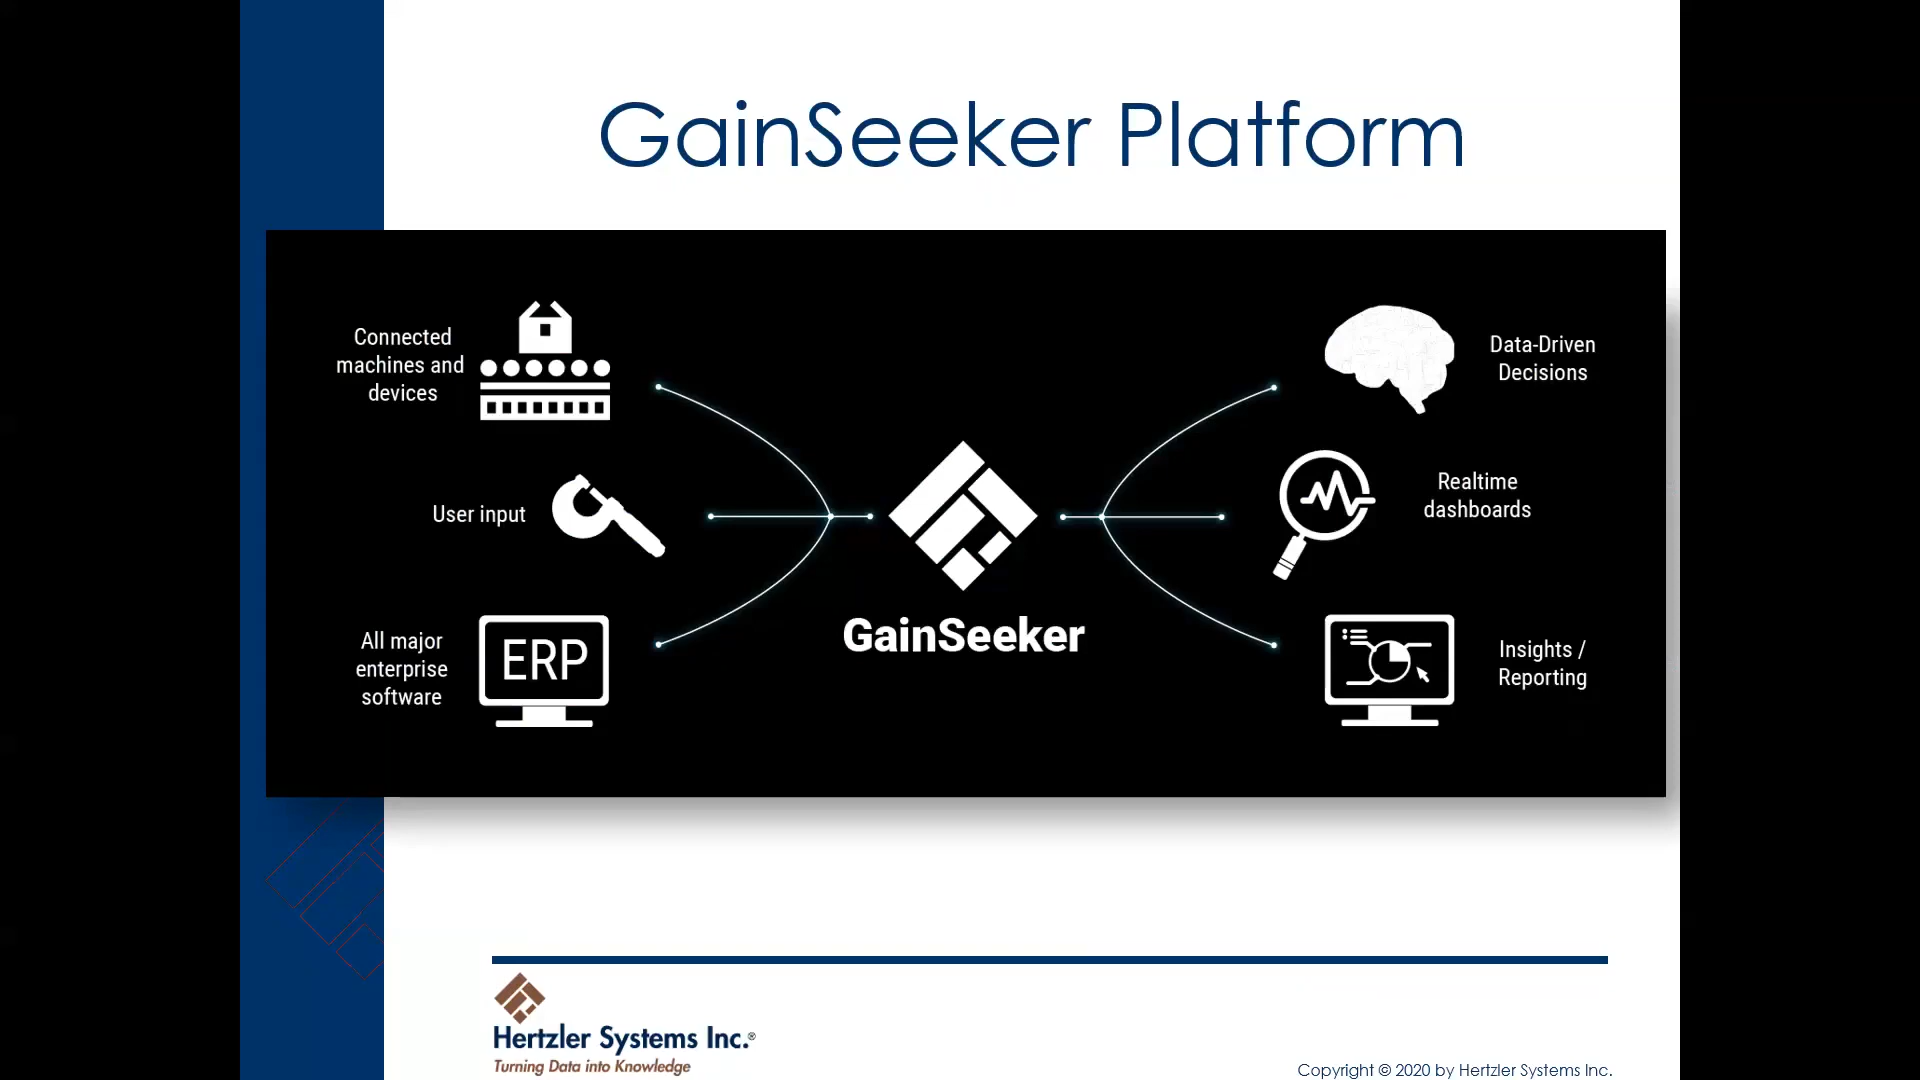 GainSeeker Platform
Connected
machines and
devices
User input
All major
enterprise
software
ERP
GainSeeker
Data-Driven
Decisions
Realtime
dashboards
Insights /
Reporting
Hertzler Systems Inc.®
Turning Data into Knowledge
Copyright © 2020 by Hertzler Systems Inc.